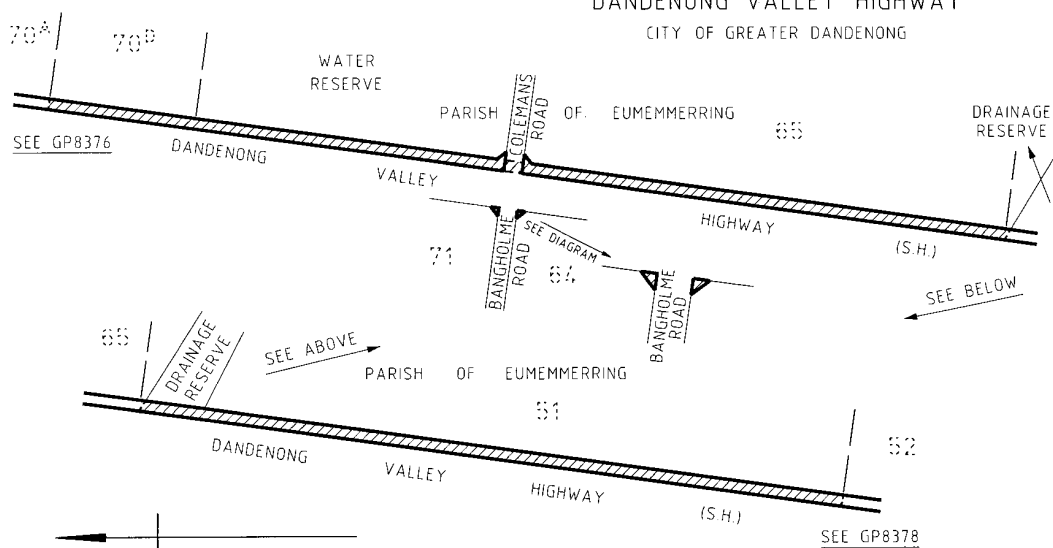 DANDENONG VALLEY HIGHWAY
CITY OF GREATER DANDENONG
70A
70D
WATER
RESERVE
COLEMANS
ROAD
PARISH OF EUMEMMERRING
65
DRAINAGE
RESERVE
SEE GP8376
DANDENONG
VALLEY
HIGHWAY
(S.H.)
71
BANGHOLME
ROAD
64
SEE DIAGRAM
BANGHOLME
ROAD
SEE BELOW
65
DRAINAGE
RESERVE
SEE ABOVE
PARISH OF EUMEMMERRING
51
52
DANDENONG
VALLEY
HIGHWAY
(S.H.)
SEE GP8378